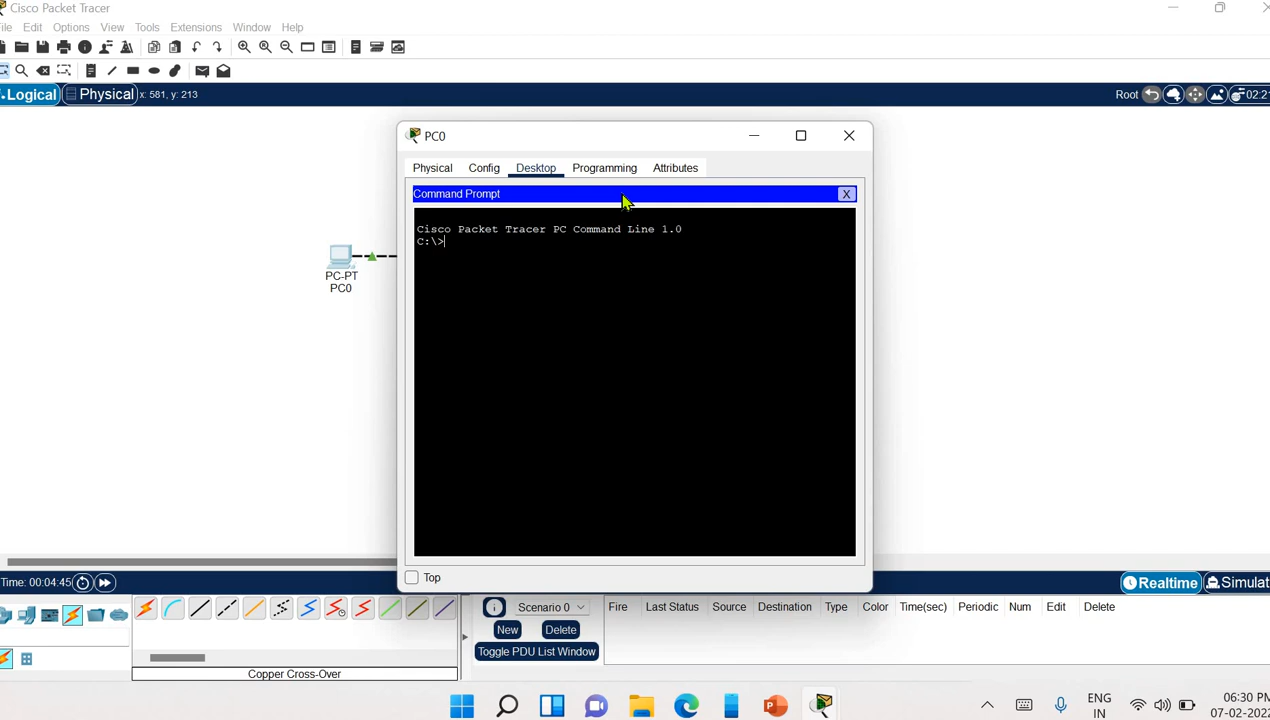 Cisco Packet Tracer
File Edit Options View Tools Extensions Window Help
Logical Physical x: 581, y: 213
Root 02:21
PC0
Physical Config Desktop Programming Attributes
Command Prompt X
Cisco Packet Tracer PC Command Line 1.0
C:\>
PC-PT
PC0
Top
Time: 00:04:45
Realtime Simulat
Scenario 0
Fire Last Status Source Destination Type Color Time(sec) Periodic Num Edit Delete
New Delete
Toggle PDU List Window
Copper Cross-Over
ENG
IN
06:30 PM
07-02-2022